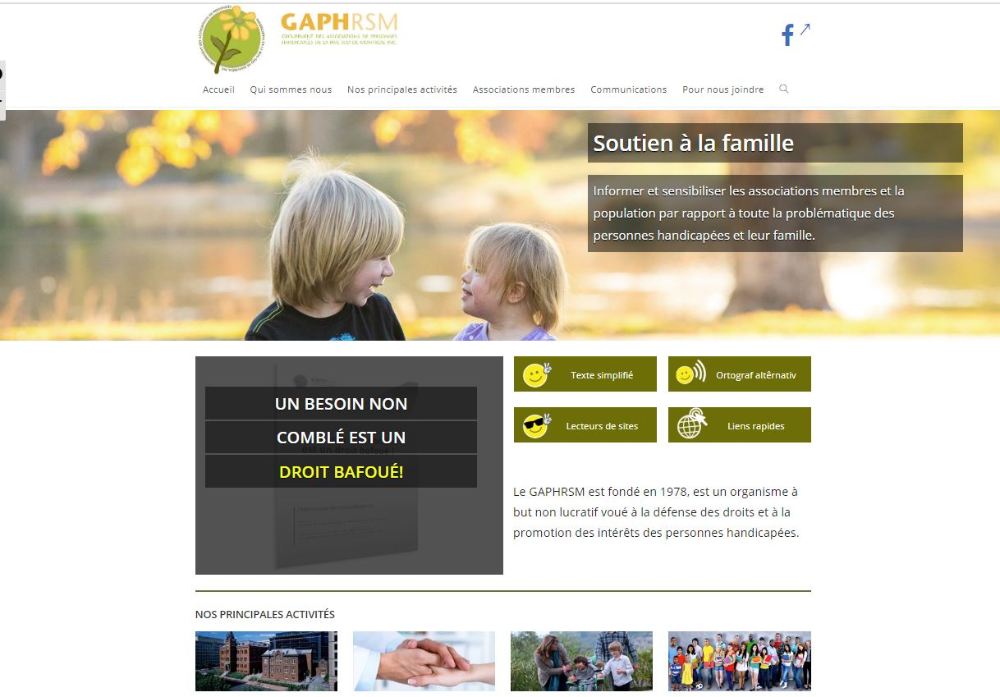 GAPHRSM
GROUPEMENT DES ASSOCIATIONS DE PERSONNES
HANDICAPÉES DE LA RIVE SUD DE MONTRÉAL INC.
Accueil
Qui sommes nous
Nos principales activités
Associations membres
Communications
Pour nous joindre
Soutien à la famille
Informer et sensibiliser les associations membres et la
population par rapport à toute la problématique des
personnes handicapées et leur famille.
UN BESOIN NON
COMBLÉ EST UN
est un droit bafoué !
DROIT BAFOUÉ!
Texte simplifié
Ortograf altêrnativ
Lecteurs de sites
Liens rapides
Le GAPHRSM est fondé en 1978, est un organisme à
but non lucratif voué à la défense des droits et à la
promotion des intérêts des personnes handicapées.
NOS PRINCIPALES ACTIVITÉS